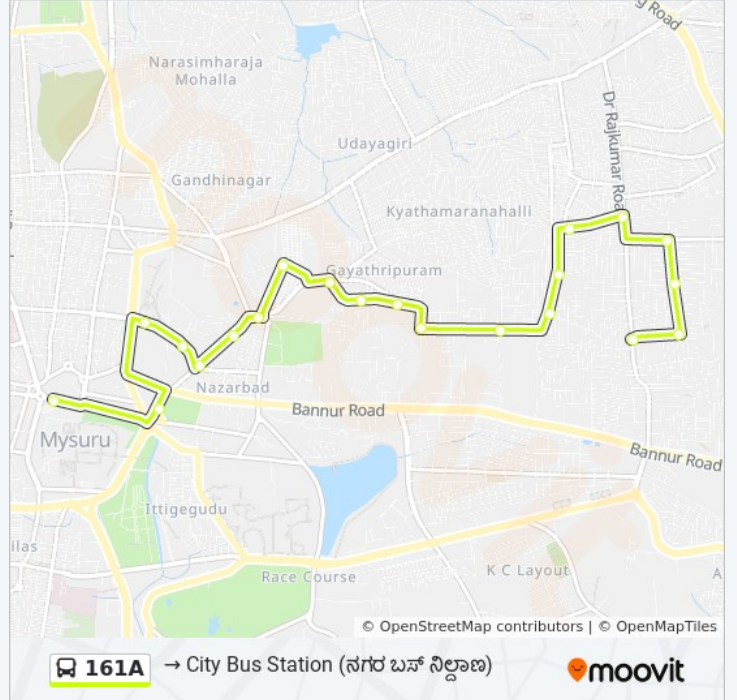 g Road
Narasimharaja
Mohalla
Dr Rajkumar Roa
Udayagiri
Gandhinagar
Kyathamaranahalli
Gayathripuram
Nazarbad
Bannur Road
Mysuru
Bannur Road
Ittigegudu
ilas
Race Course
K C Layout
A
© OpenStreetMap contributors | © OpenMapTiles
161A → City Bus Station (ನಗರ ಬಸ್ ನಿಲ್ದಾಣ)
moovit